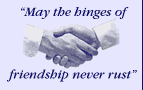 “May the hinges of
friendship never rust”